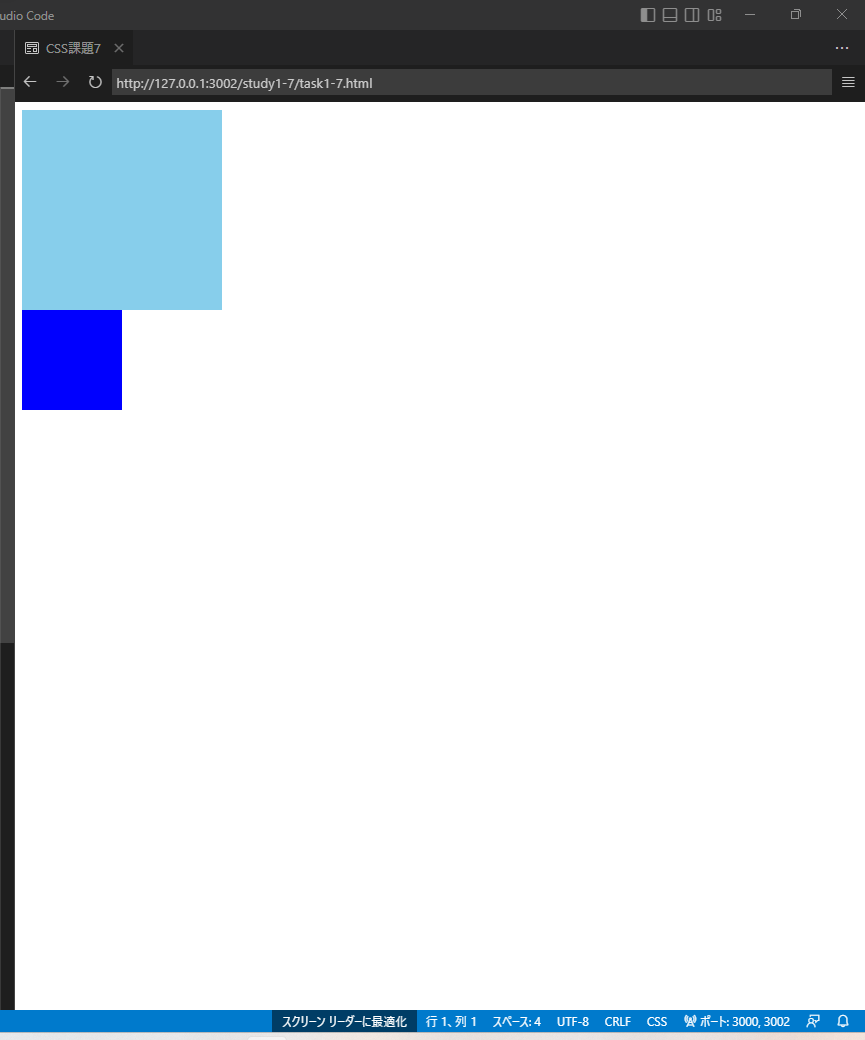 udio Code
CSS課題7
http://127.0.0.1:3002/study1-7/task1-7.html
スクリーン リーダーに最適化 行 1、列 1 スペース: 4 UTF-8 CRLF CSS ポート: 3000, 3002